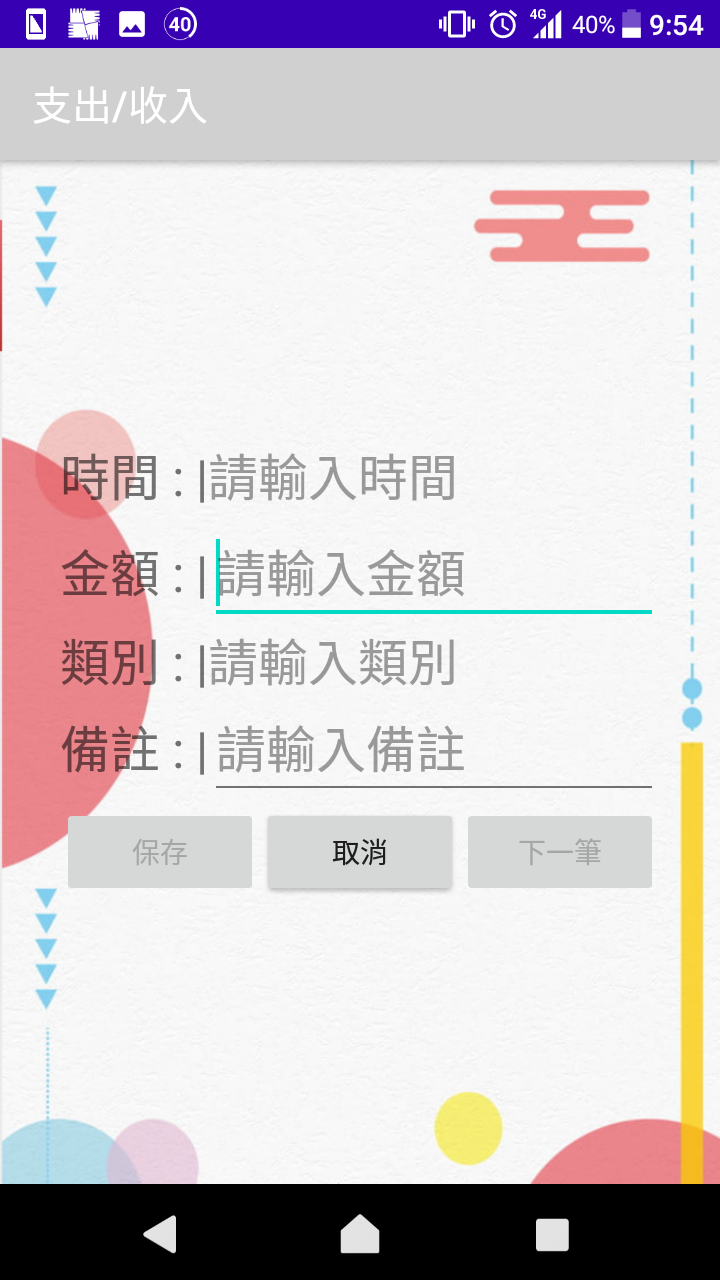 40 4G 40% 9:54
支出/收入
時間 : |請輸入時間
金額 : |請輸入金額
類別 : |請輸入類別
備註 : |請輸入備註
保存 取消 下一筆